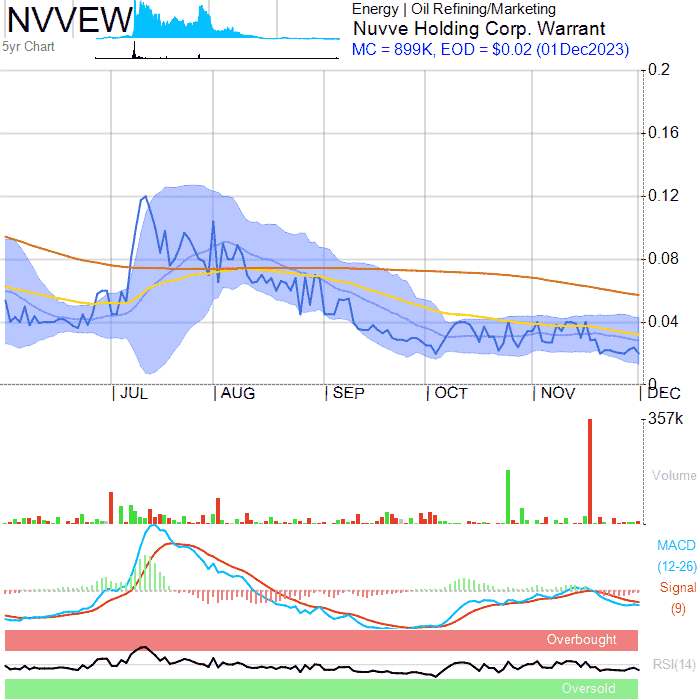 NVVEW
5yr Chart
Energy | Oil Refining/Marketing
Nuvve Holding Corp. Warrant
MC = 899K, EOD = $0.02 (01Dec2023)
0.2
0.16
0.12
0.08
0.04
0
JUL AUG SEP OCT NOV DEC
357k
Volume
MACD
(12-26)
Signal
(9)
Overbought
RSI(14)
Oversold